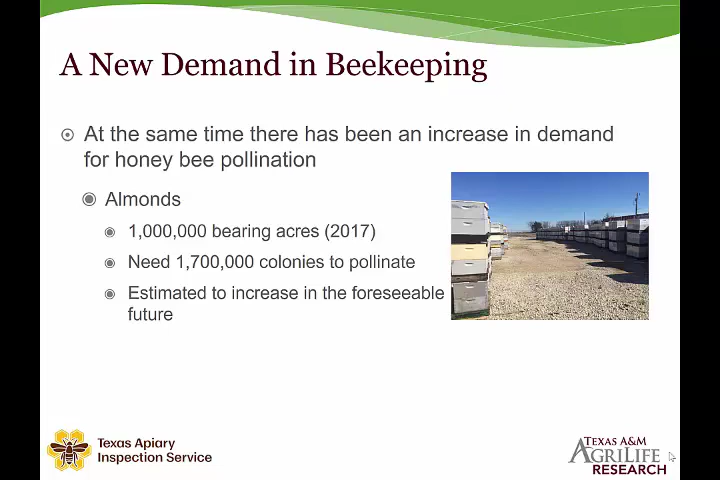 A New Demand in Beekeeping
At the same time there has been an increase in demand
for honey bee pollination
Almonds
1,000,000 bearing acres (2017)
Need 1,700,000 colonies to pollinate
Estimated to increase in the foreseeable
future
Texas Apiary
Inspection Service
TEXAS A&M
AGRILIFE
RESEARCH